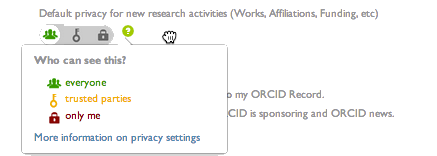 Default privacy for new research activities (Works, Affiliations, Funding, etc)
?
Who can see this?
everyone
trusted parties
only me
More information on privacy settings
to my ORCID Record.
is sponsoring and ORCID news.